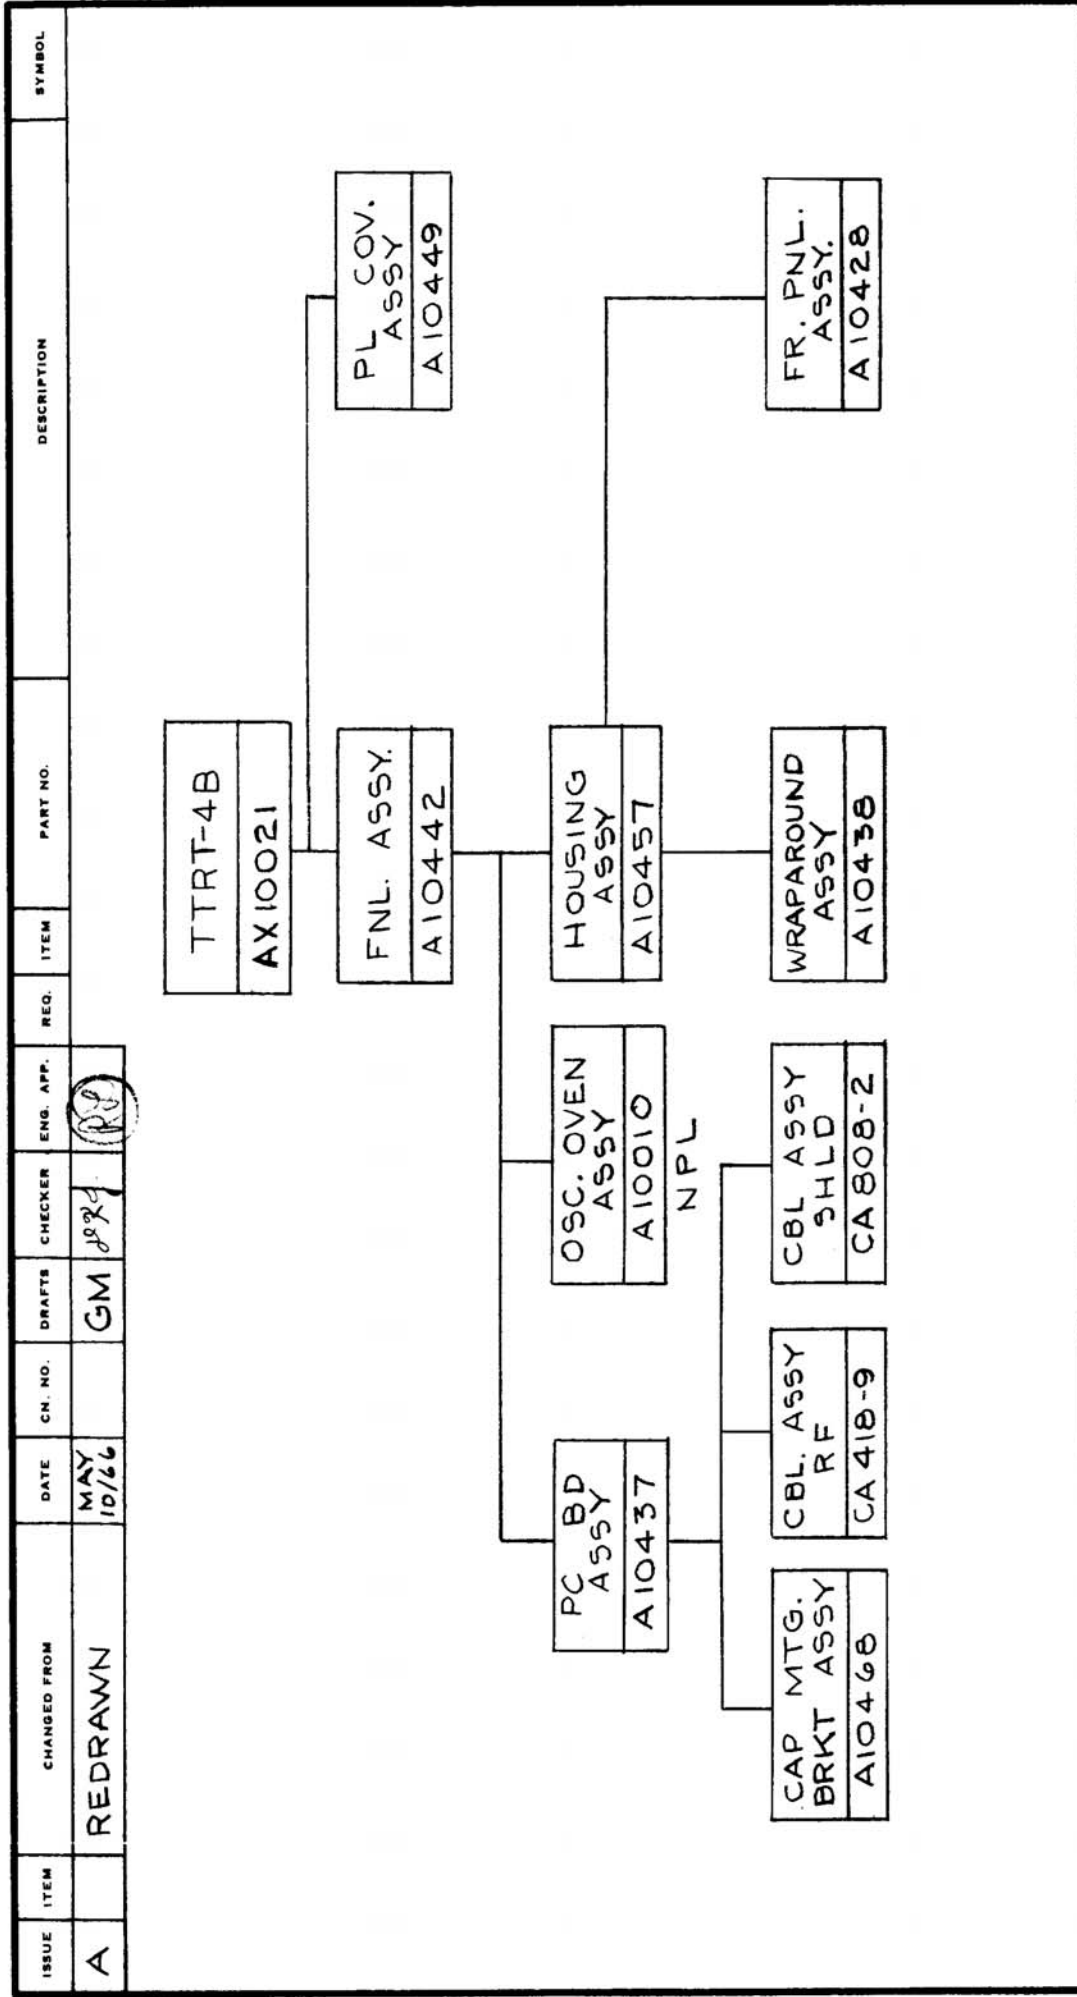 ISSUE ITEM CHANGED FROM DATE CN. NO. DRAFTS CHECKER ENG. APP. REQ. ITEM PART NO. DESCRIPTION SYMBOL
A REDRAWN MAY 10/66 GM
TTRT-4B
AX10021
FNL. ASSY.
A10442
PL COV.
ASSY
A10449
PC BD
ASSY
A10437
OSC. OVEN
ASSY
A10010
NPL
HOUSING
ASSY
A10457
CAP MTG.
BRKT ASSY
A10468
CBL. ASSY
RF
CA418-9
CBL ASSY
SHLD
CA808-2
WRAPAROUND
ASSY
A10438
FR. PNL.
ASSY.
A10428